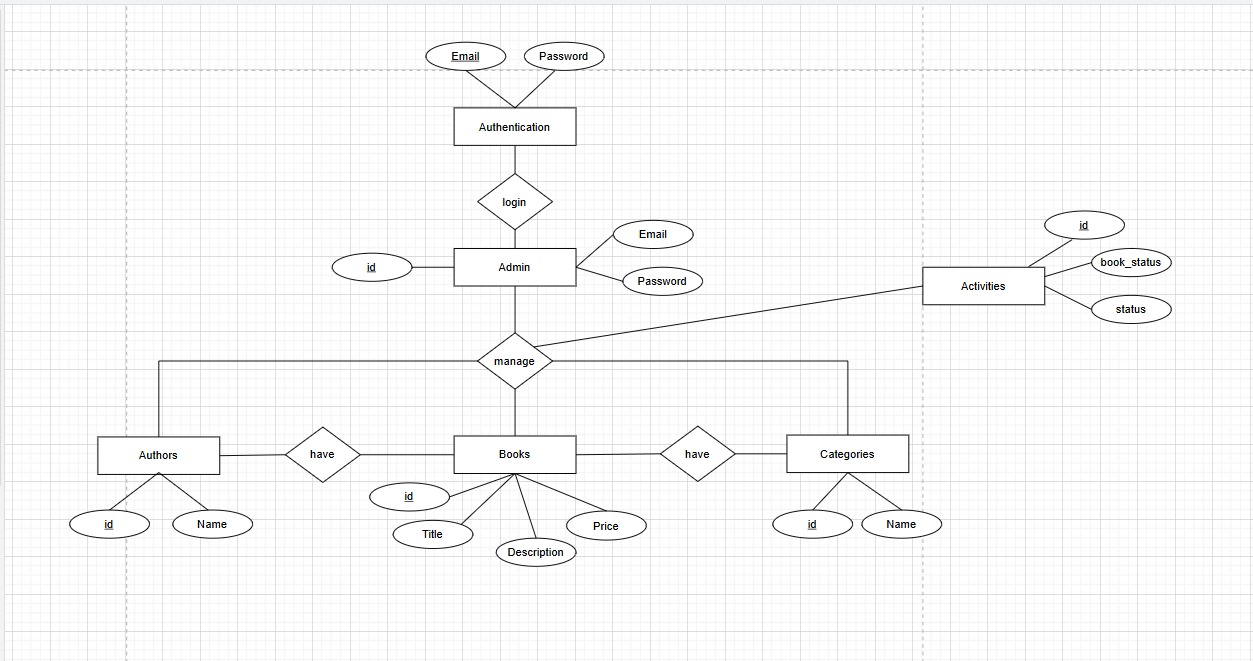 Email
Password
Authentication
login
id
Admin
Email
Password
id
book_status
status
Activities
manage
Authors
have
Books
have
Categories
id
Name
id
Title
Description
Price
id
Name